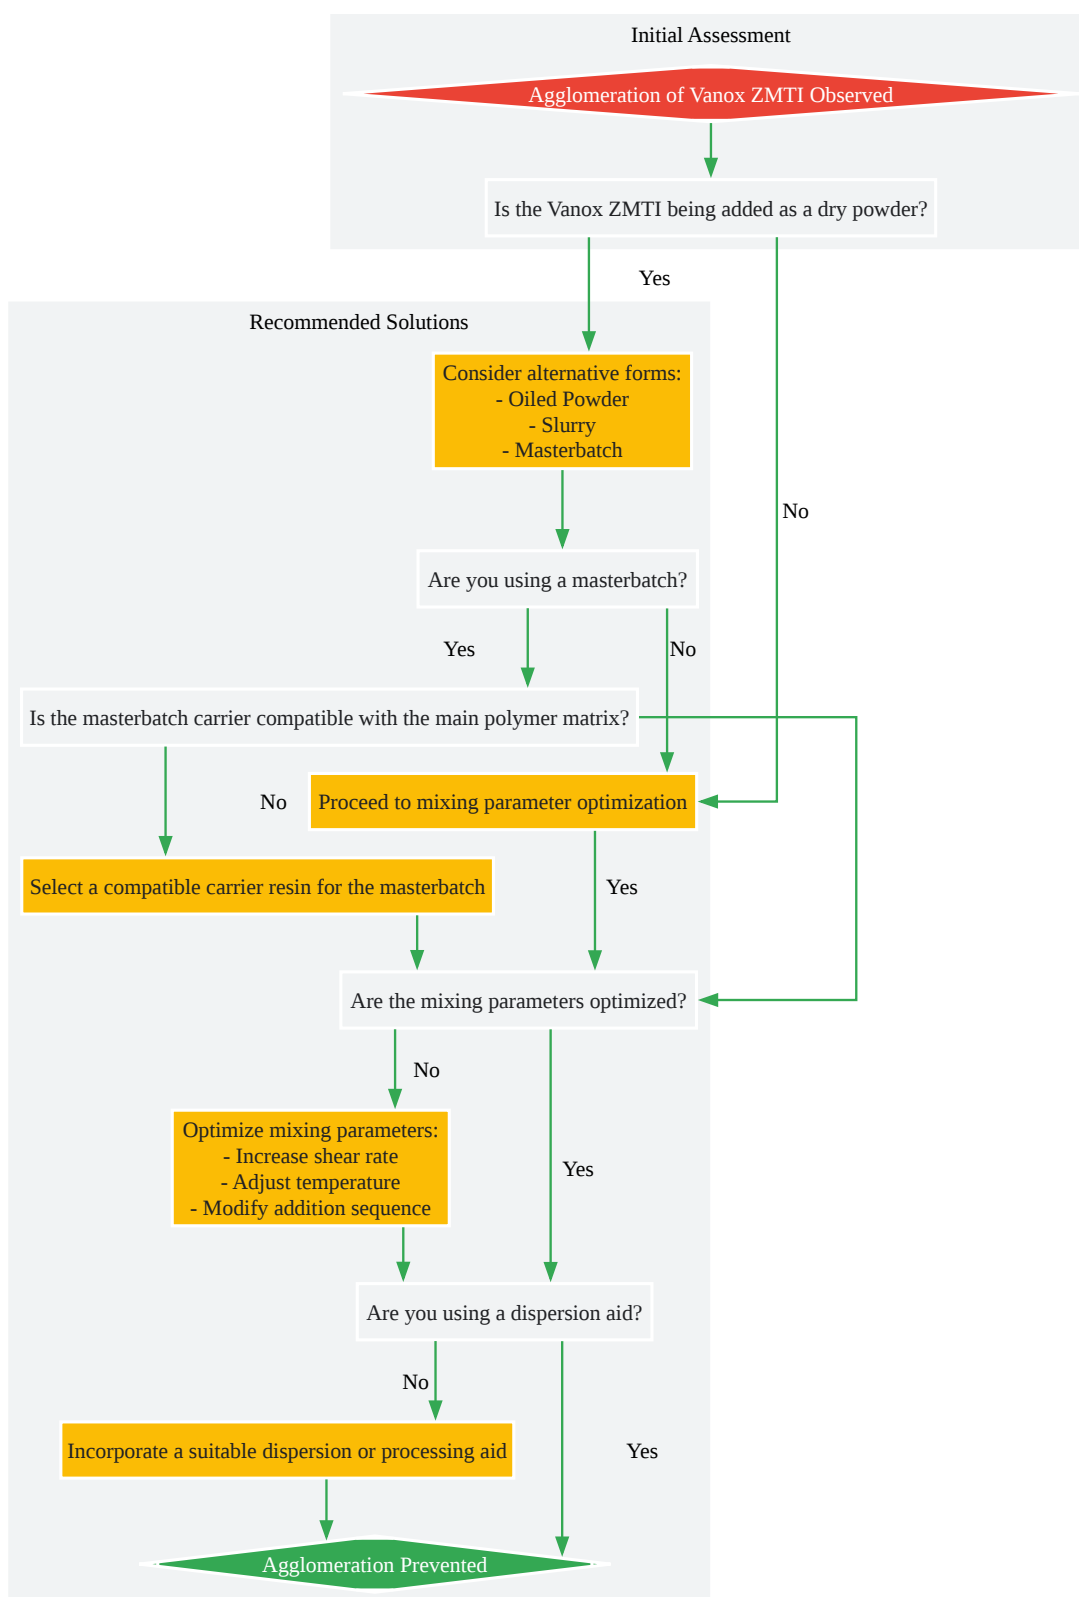 Initial Assessment
Agglomeration of Vanox ZMTI Observed
Is the Vanox ZMTI being added as a dry powder?
Yes
Recommended Solutions
Consider alternative forms:
- Oiled Powder
- Slurry
- Masterbatch
No
Are you using a masterbatch?
Yes
No
Is the masterbatch carrier compatible with the main polymer matrix?
No
Proceed to mixing parameter optimization
Select a compatible carrier resin for the masterbatch
Yes
Are the mixing parameters optimized?
No
Optimize mixing parameters:
- Increase shear rate
- Adjust temperature
- Modify addition sequence
Yes
Are you using a dispersion aid?
No
Incorporate a suitable dispersion or processing aid
Yes
Agglomeration Prevented